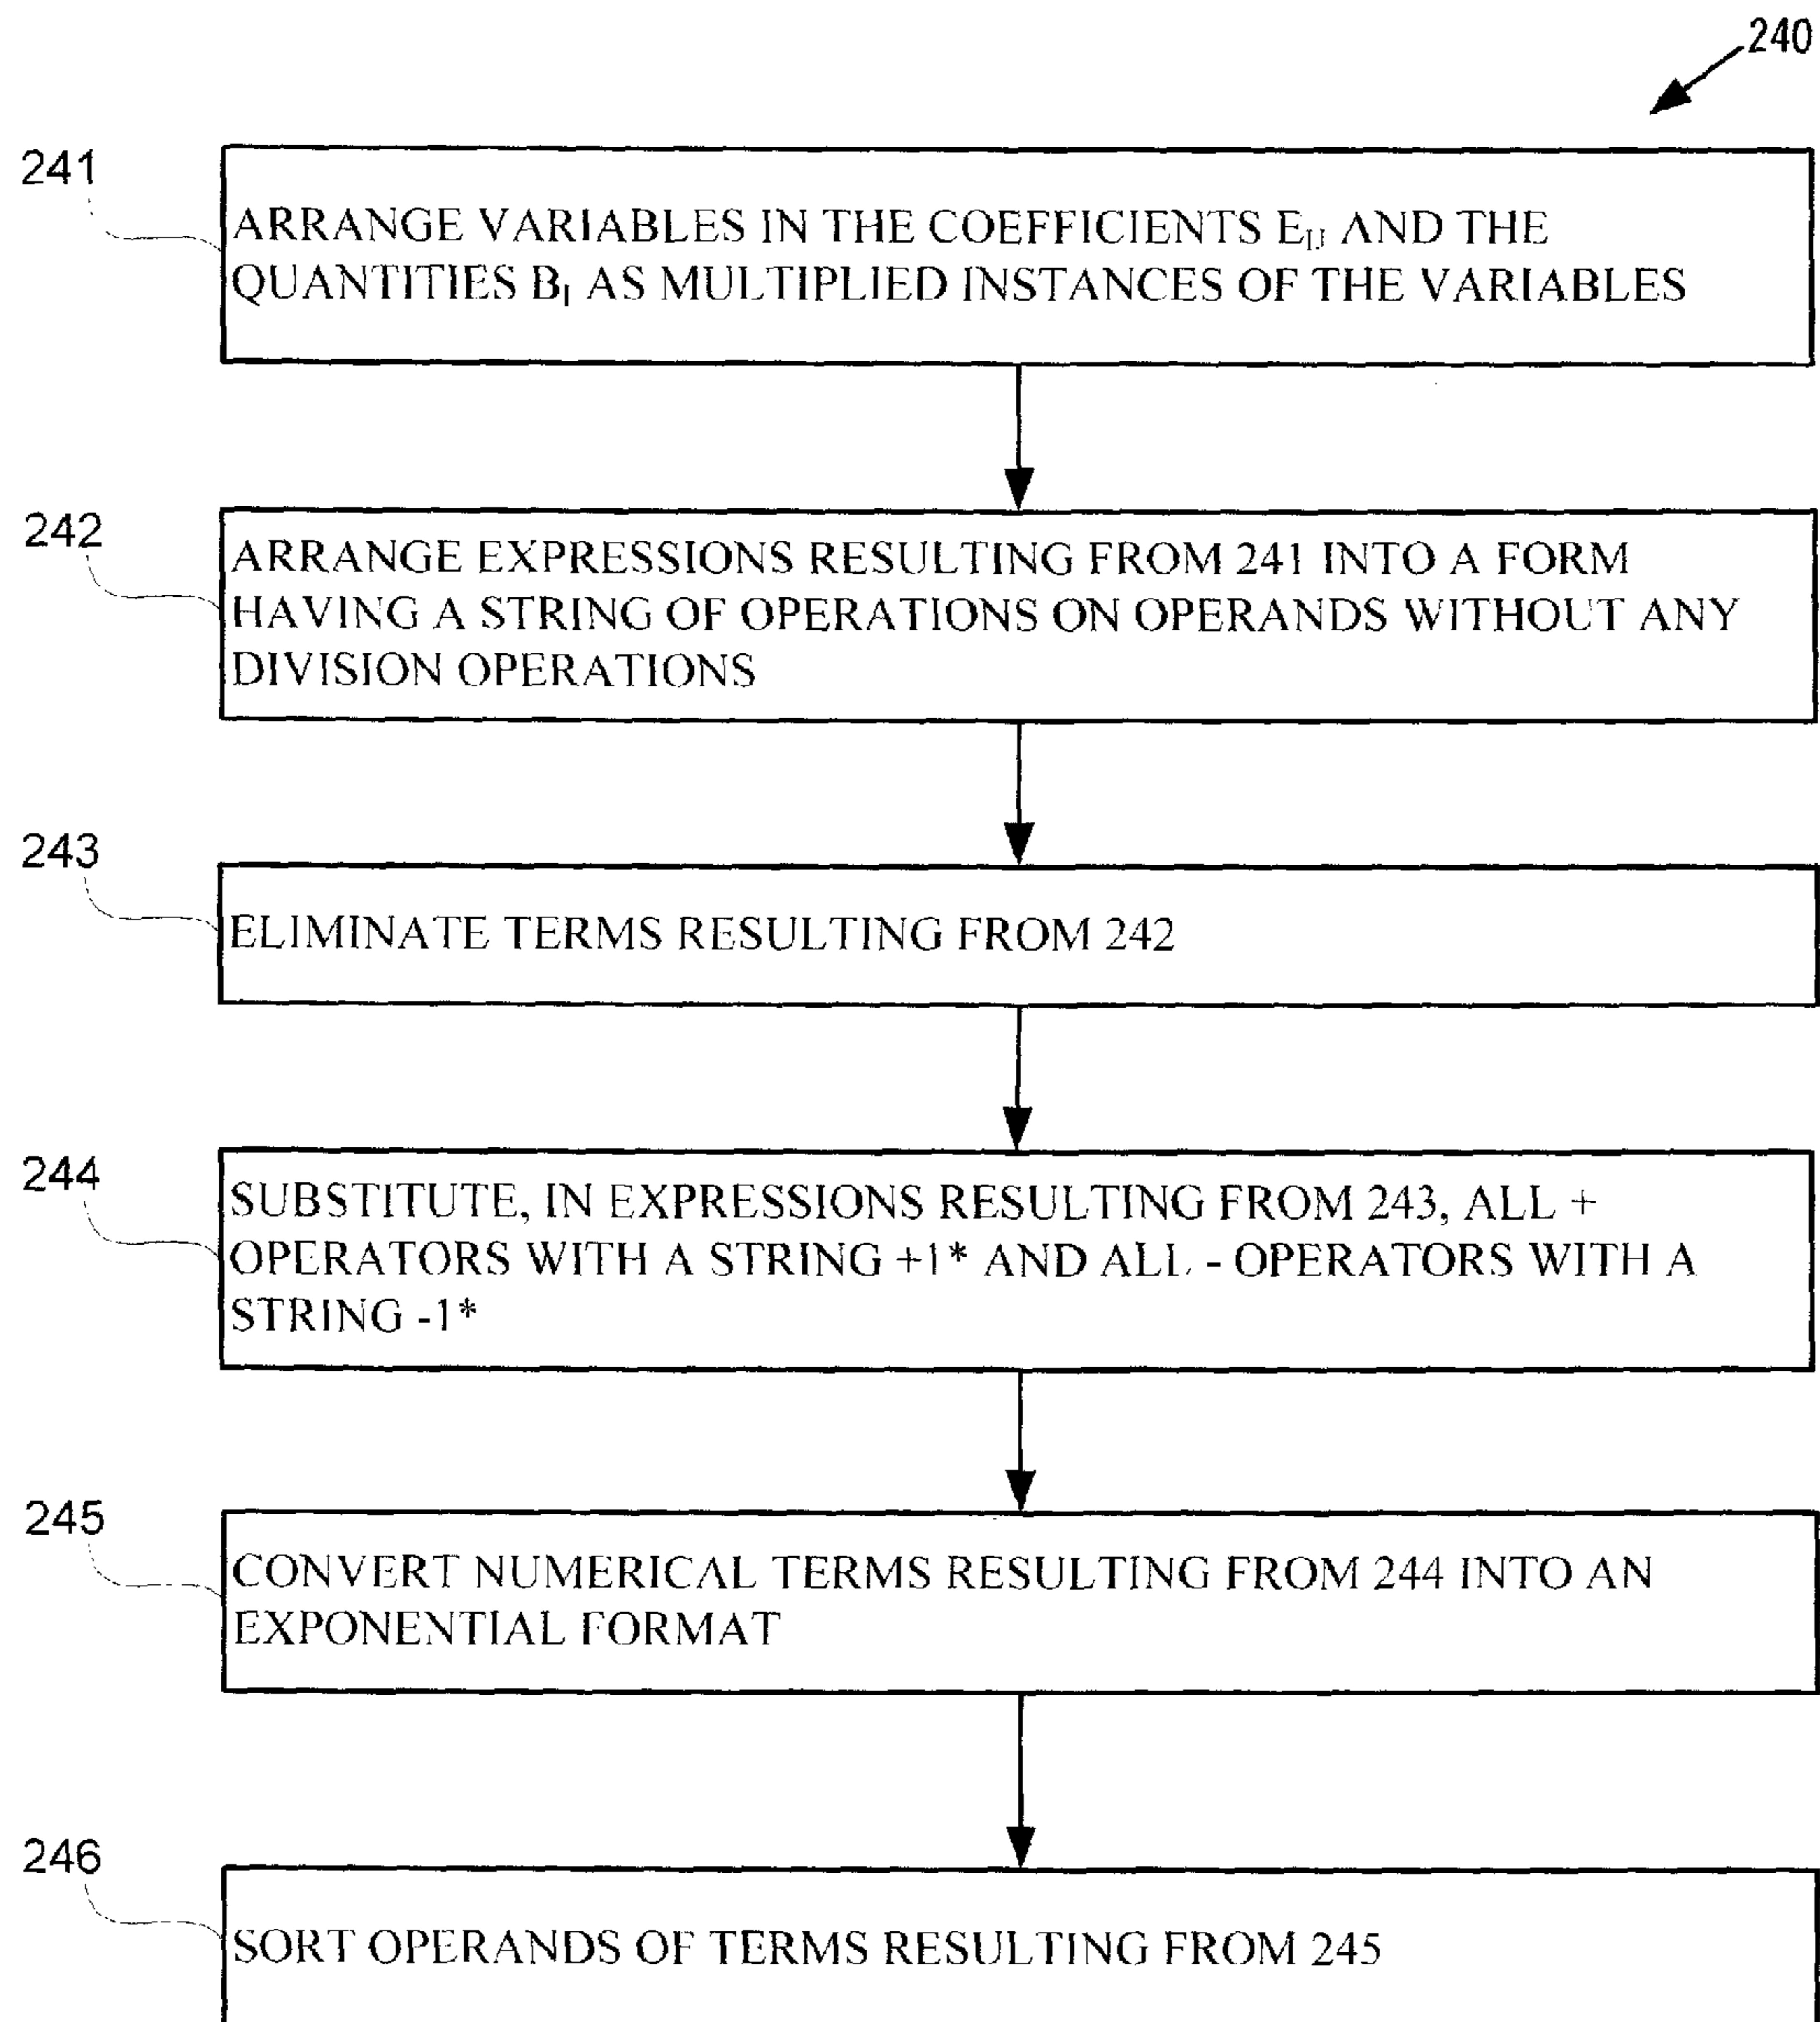 240
241
ARRANGE VARIABLES IN THE COEFFICIENTS E_IJ AND THE
QUANTITIES B_I AS MULTIPLIED INSTANCES OF THE VARIABLES
242
ARRANGE EXPRESSIONS RESULTING FROM 241 INTO A FORM
HAVING A STRING OF OPERATIONS ON OPERANDS WITHOUT ANY
DIVISION OPERATIONS
243
ELIMINATE TERMS RESULTING FROM 242
244
SUBSTITUTE, IN EXPRESSIONS RESULTING FROM 243, ALL +
OPERATORS WITH A STRING +1* AND ALL - OPERATORS WITH A
STRING -1*
245
CONVERT NUMERICAL TERMS RESULTING FROM 244 INTO AN
EXPONENTIAL FORMAT
246
SORT OPERANDS OF TERMS RESULTING FROM 245